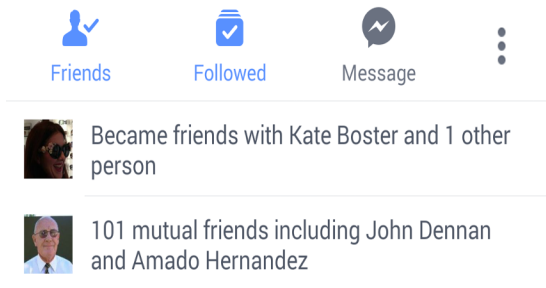 Friends Followed Message
Became friends with Kate Boster and 1 other
person
101 mutual friends including John Dennan
and Amado Hernandez